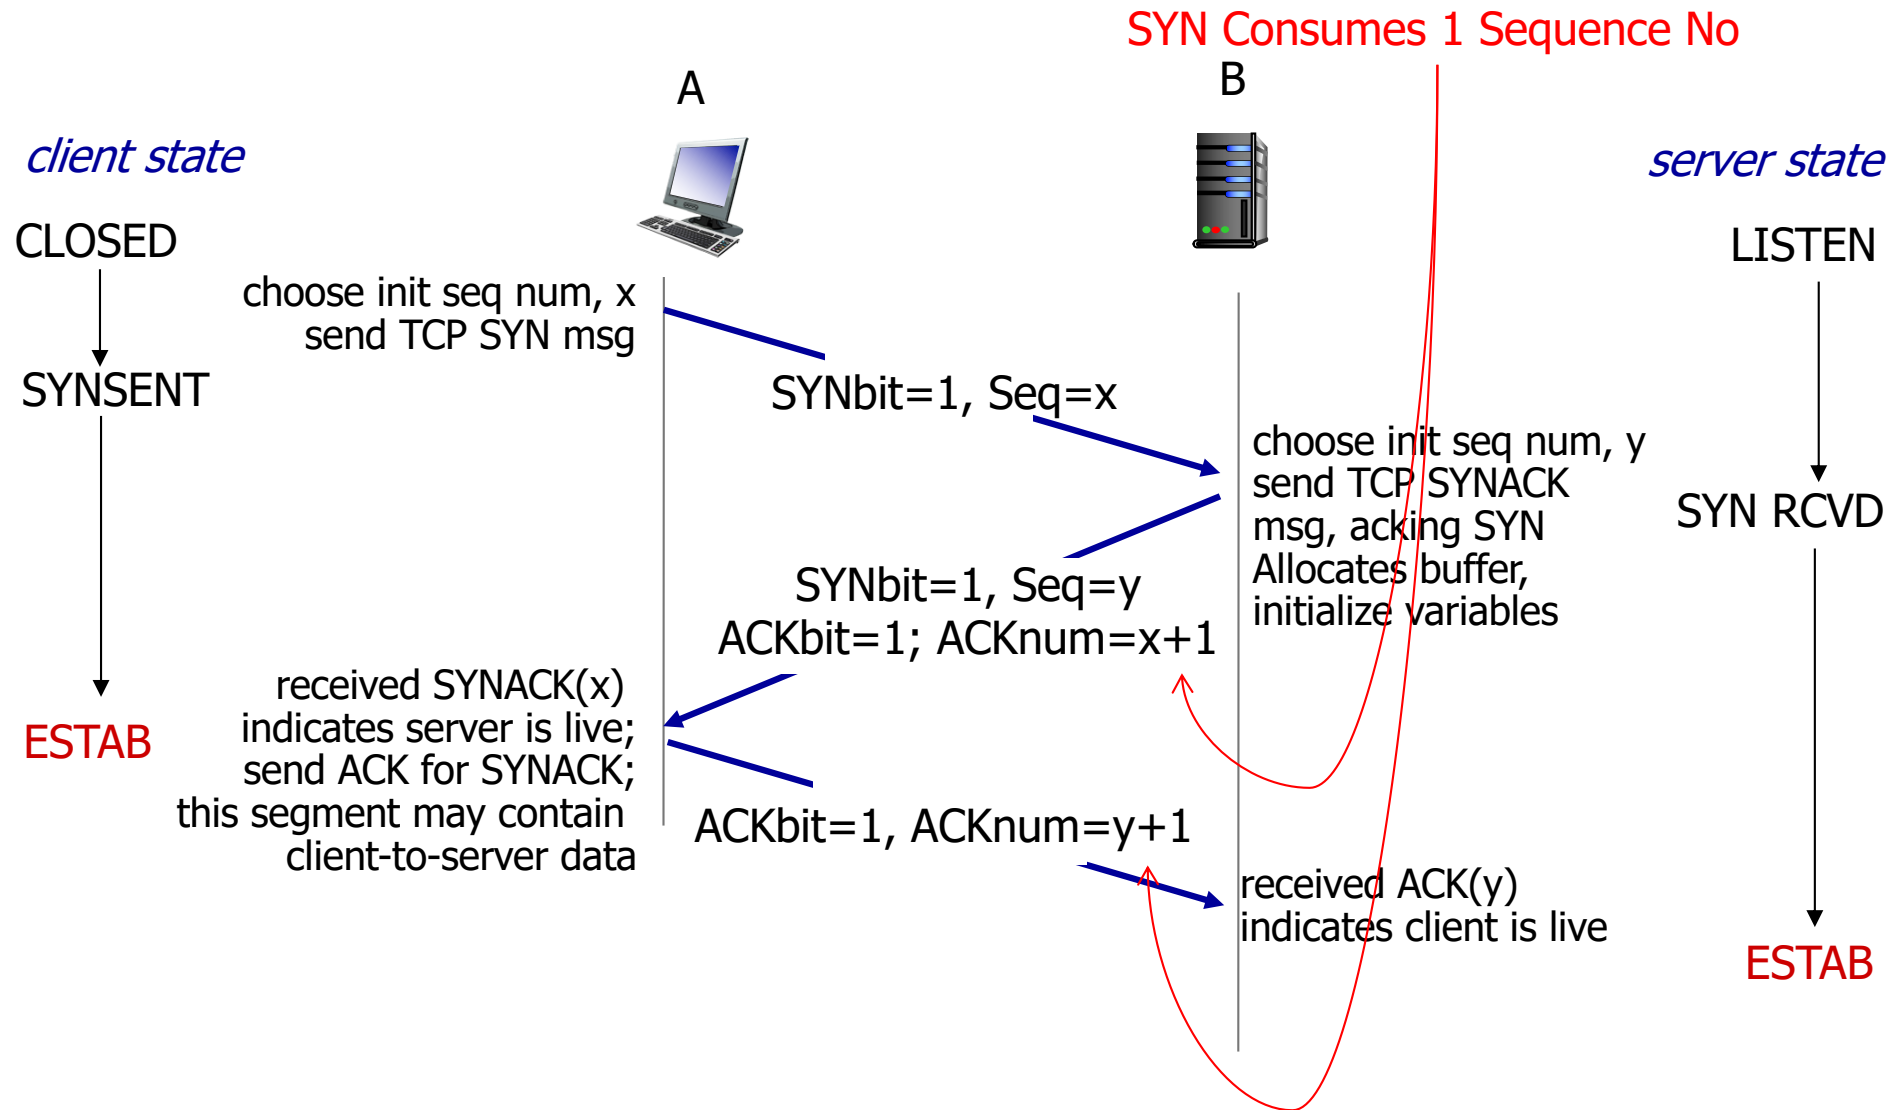 SYN Consumes 1 Sequence No
A
B
client state
server state
CLOSED
LISTEN
choose init seq num, x
send TCP SYN msg
SYNSENT
SYNbit=1, Seq=x
choose init seq num, y
send TCP SYNACK
msg, acking SYN
Allocates buffer,
initialize variables
SYN RCVD
SYNbit=1, Seq=y
ACKbit=1; ACKnum=x+1
received SYNACK(x)
indicates server is live;
send ACK for SYNACK;
this segment may contain
client-to-server data
ESTAB
ACKbit=1, ACKnum=y+1
received ACK(y)
indicates client is live
ESTAB